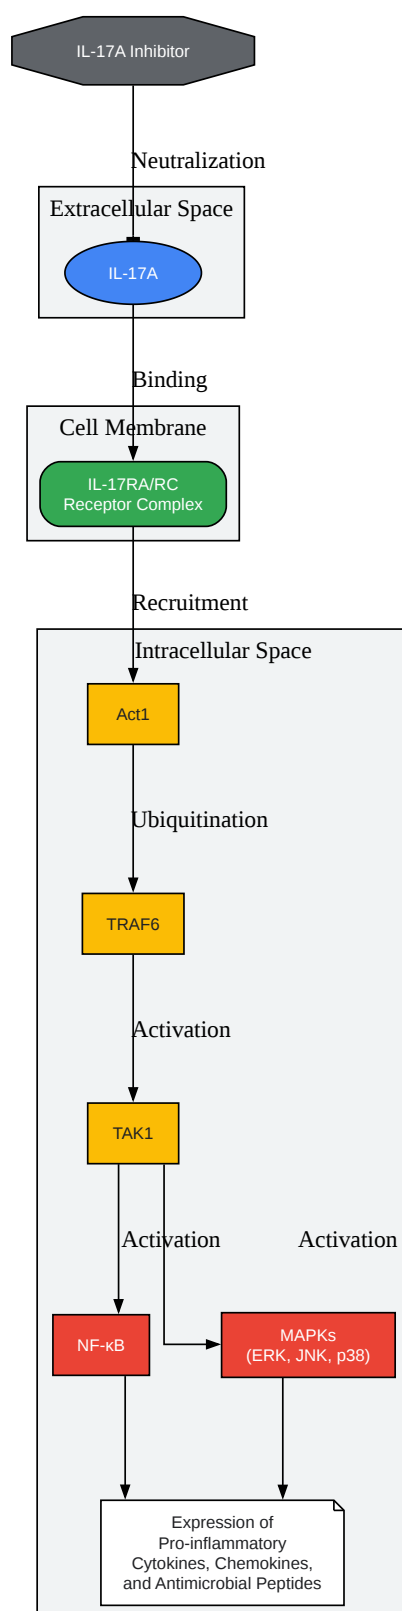 IL-17A Inhibitor
Neutralization
Extracellular Space
IL-17A
Binding
Cell Membrane
IL-17RA/RC
Receptor Complex
Recruitment
Intracellular Space
Act1
Ubiquitination
TRAF6
Activation
TAK1
Activation
Activation
NF-κB
MAPKs
(ERK, JNK, p38)
Expression of
Pro-inflammatory
Cytokines, Chemokines,
and Antimicrobial Peptides